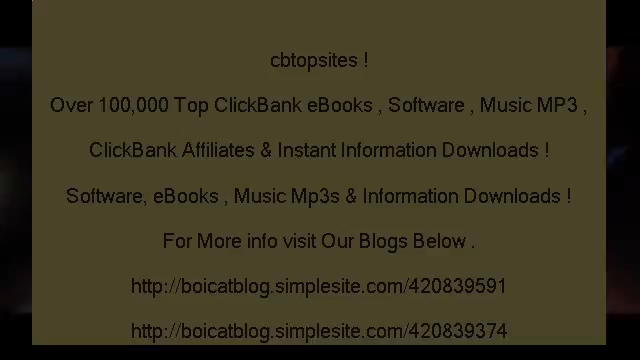 cbtopsites !
Over 100,000 Top ClickBank eBooks , Software , Music MP3 ,
ClickBank Affiliates & Instant Information Downloads !
Software, eBooks , Music Mp3s & Information Downloads !
For More info visit Our Blogs Below .
http://boicatblog.simplesite.com/420839591
http://boicatblog.simplesite.com/420839374